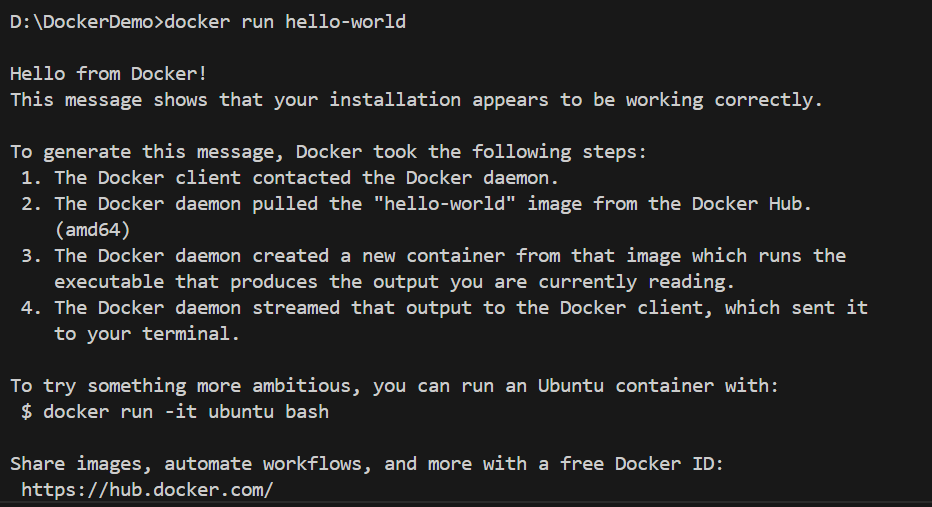 D:\DockerDemo>docker run hello-world
Hello from Docker!
This message shows that your installation appears to be working correctly.
To generate this message, Docker took the following steps:
1. The Docker client contacted the Docker daemon.
2. The Docker daemon pulled the "hello-world" image from the Docker Hub.
(amd64)
3. The Docker daemon created a new container from that image which runs the
executable that produces the output you are currently reading.
4. The Docker daemon streamed that output to the Docker client, which sent it
to your terminal.
To try something more ambitious, you can run an Ubuntu container with:
$ docker run -it ubuntu bash
Share images, automate workflows, and more with a free Docker ID:
https://hub.docker.com/